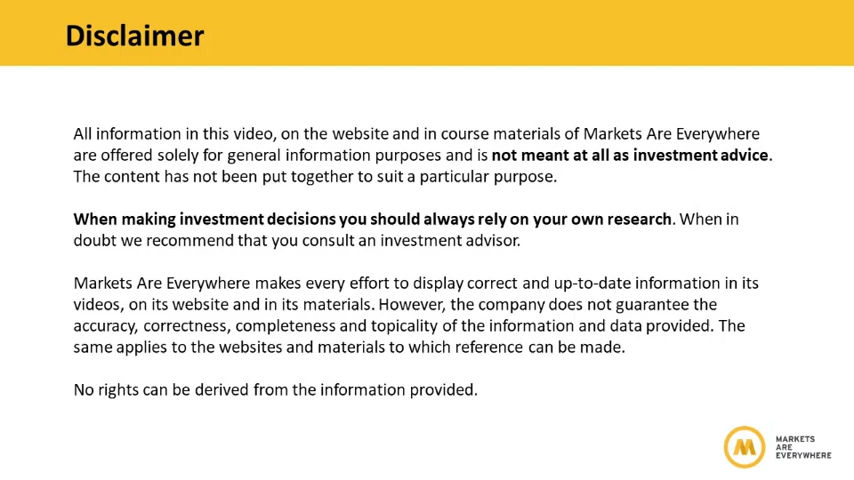 Disclaimer
All information in this video, on the website and in course materials of Markets Are Everywhere
are offered solely for general information purposes and is not meant at all as investment advice.
The content has not been put together to suit a particular purpose.
When making investment decisions you should always rely on your own research. When in
doubt we recommend that you consult an investment advisor.
Markets Are Everywhere makes every effort to display correct and up-to-date information in its
videos, on its website and in its materials. However, the company does not guarantee the
accuracy, correctness, completeness and topicality of the information and data provided. The
same applies to the websites and materials to which reference can be made.
No rights can be derived from the information provided.
MARKETS
ARE
EVERYWHERE